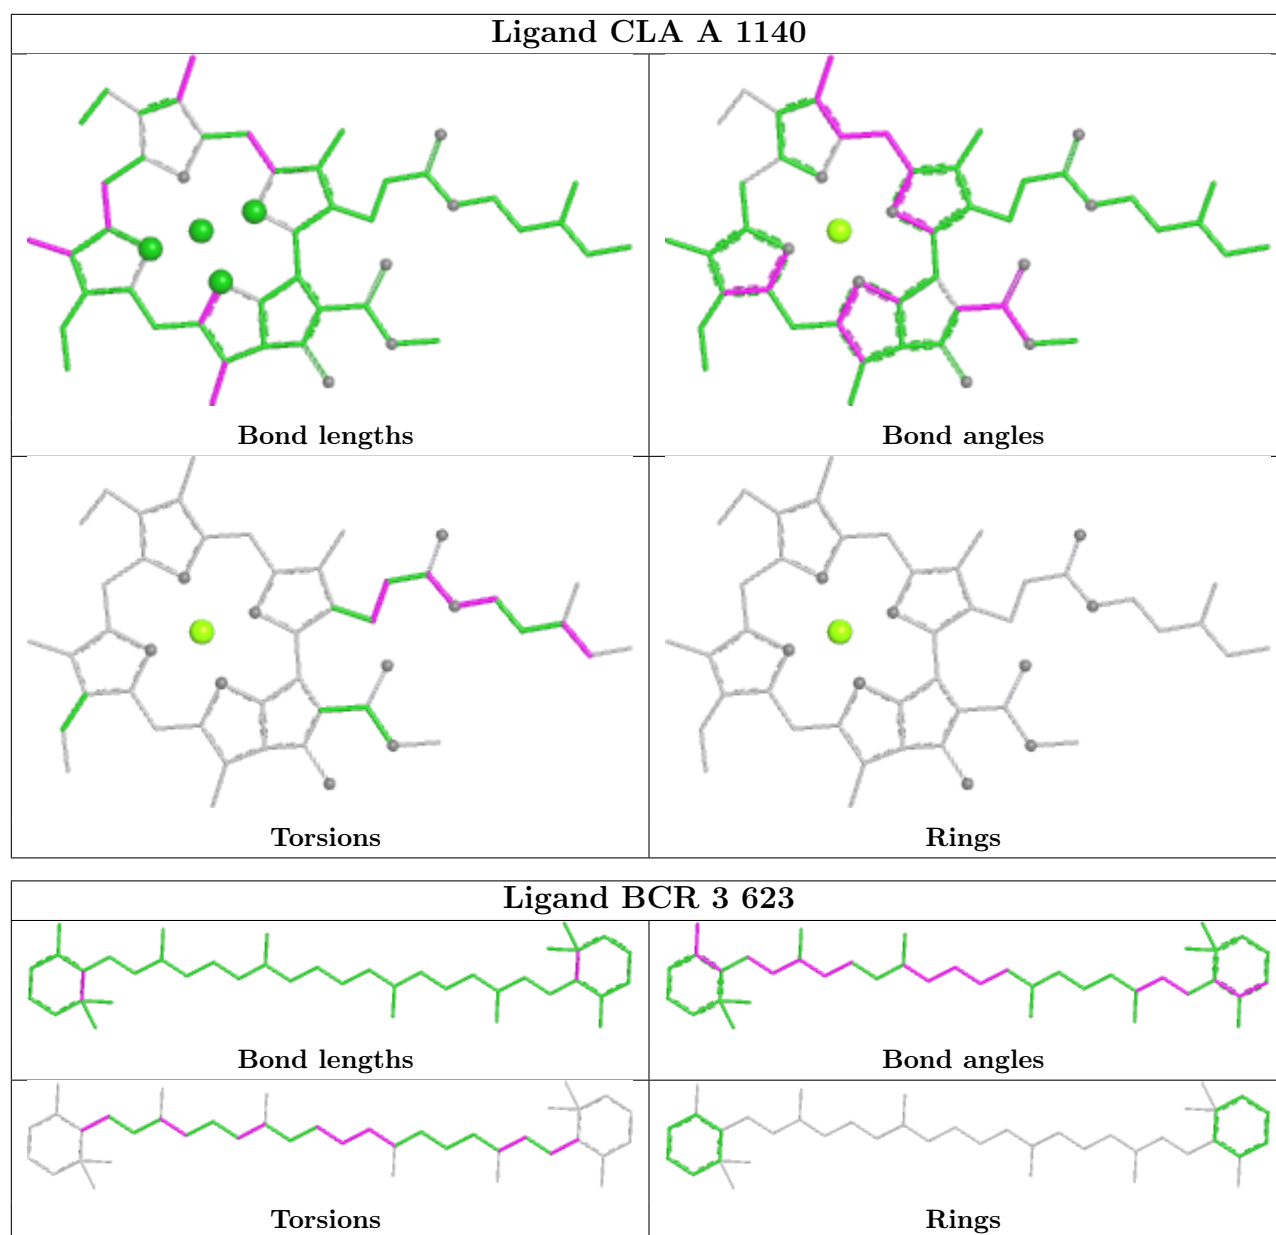 Ligand CLA A 1140
Bond lengths
Bond angles
Torsions
Rings
Ligand BCR 3 623
Bond lengths
Bond angles
Torsions
Rings